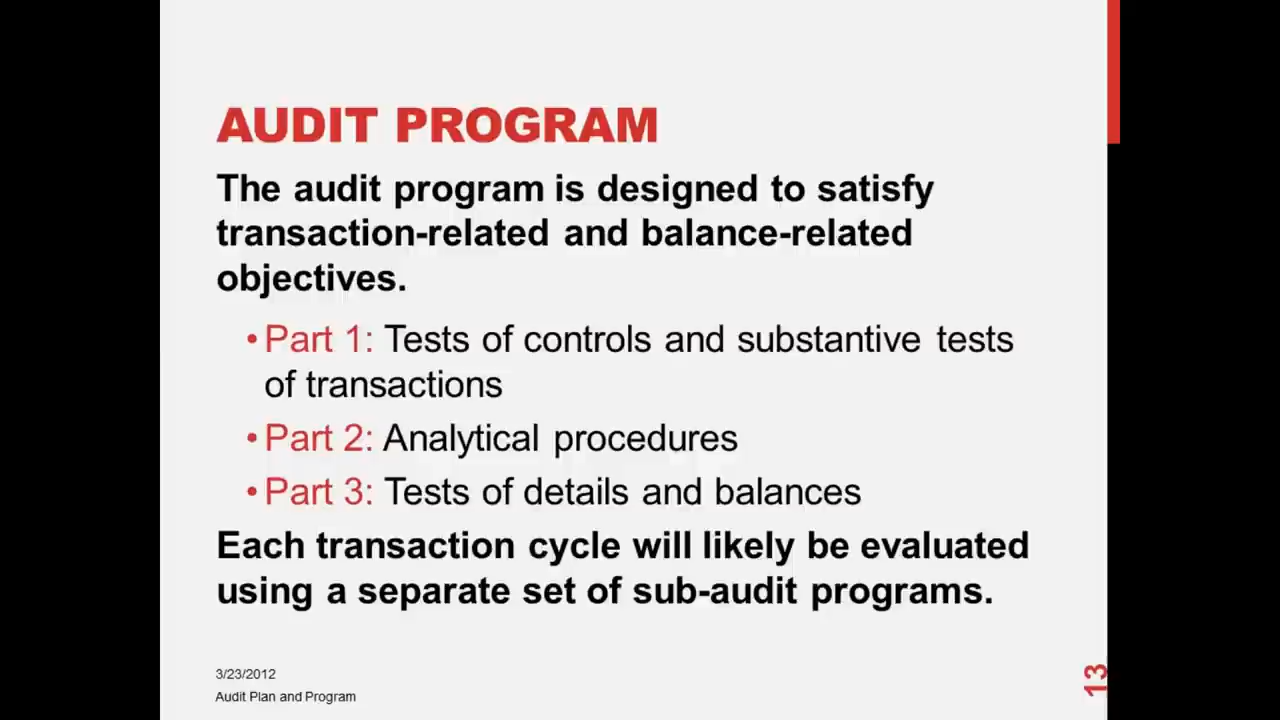 AUDIT PROGRAM
The audit program is designed to satisfy
transaction-related and balance-related
objectives.
•Part 1: Tests of controls and substantive tests
of transactions
•Part 2: Analytical procedures
•Part 3: Tests of details and balances
Each transaction cycle will likely be evaluated
using a separate set of sub-audit programs.
3/23/2012
Audit Plan and Program
13